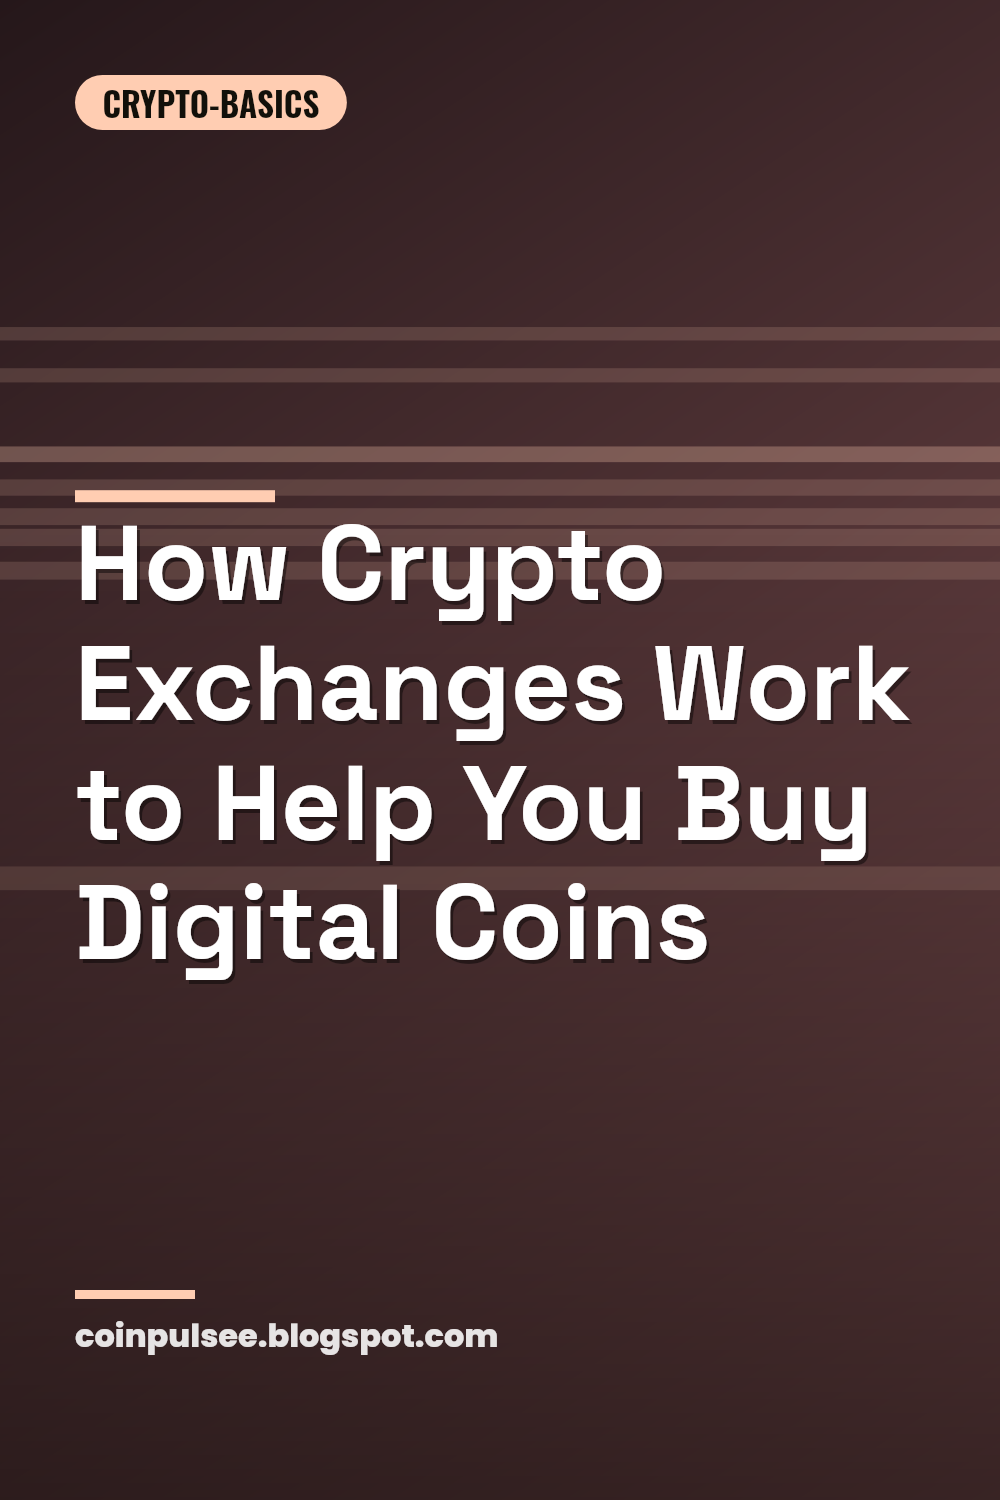 CRYPTO-BASICS
How Crypto
Exchanges Work
to Help You Buy
Digital Coins
coinpulsee.blogspot.com